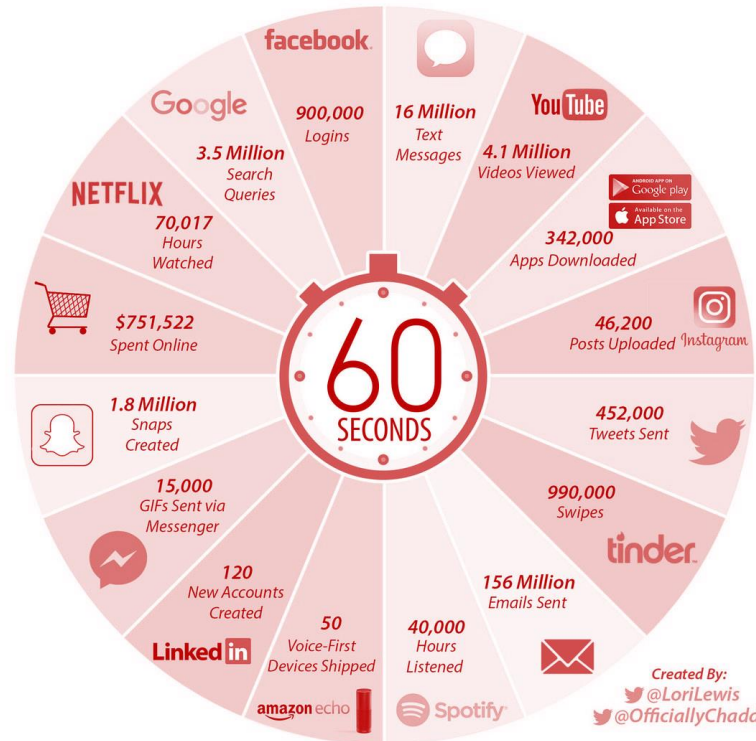 facebook
900,000
Logins
16 Million
Text
Messages
YouTube
4.1 Million
Videos Viewed
ANDROID APP ON
Google play
Available on the
App Store
342,000
Apps Downloaded
46,200
Posts Uploaded
Instagram
452,000
Tweets Sent
990,000
Swipes
tinder
156 Million
Emails Sent
40,000
Hours
Listened
Spotify
50
Voice-First
Devices Shipped
amazon echo
120
New Accounts
Created
Linked in
15,000
GIFs Sent via
Messenger
1.8 Million
Snaps
Created
$751,522
Spent Online
NETFLIX
70,017
Hours
Watched
Google
3.5 Million
Search
Queries
60
SECONDS
Created By:
@LoriLewis
@OfficiallyChadd